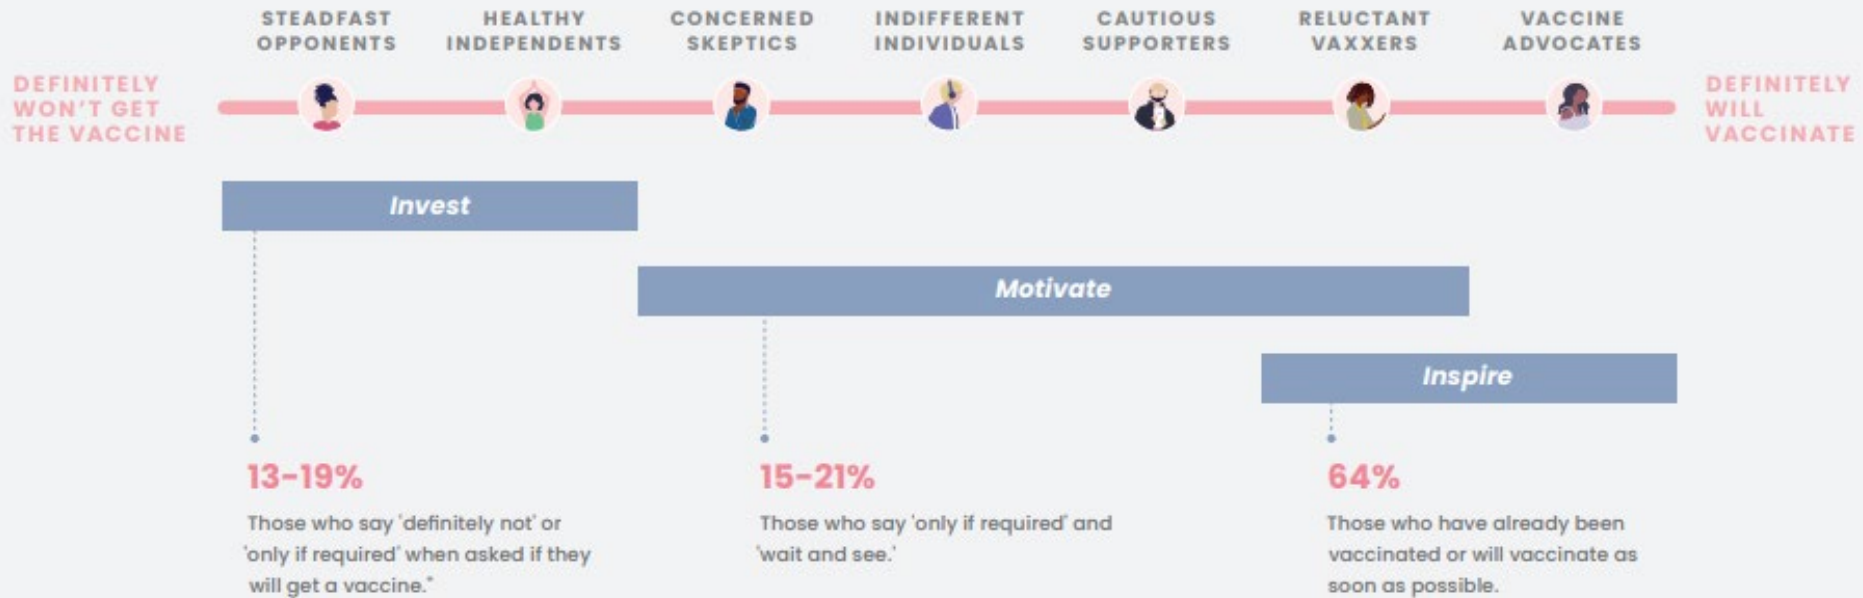 STEADFAST
OPPONENTS
HEALTHY
INDEPENDENTS
CONCERNED
SKEPTICS
INDIFFERENT
INDIVIDUALS
CAUTIOUS
SUPPORTERS
RELUCTANT
VAXXERS
VACCINE
ADVOCATES
DEFINITELY
WON'T GET
THE VACCINE
DEFINITELY
WILL
VACCINATE
Invest
Motivate
Inspire
13-19%
Those who say 'definitely not' or
'only if required' when asked if they
will get a vaccine."
15-21%
Those who say 'only if required' and
'wait and see.'
64%
Those who have already been
vaccinated or will vaccinate as
soon as possible.